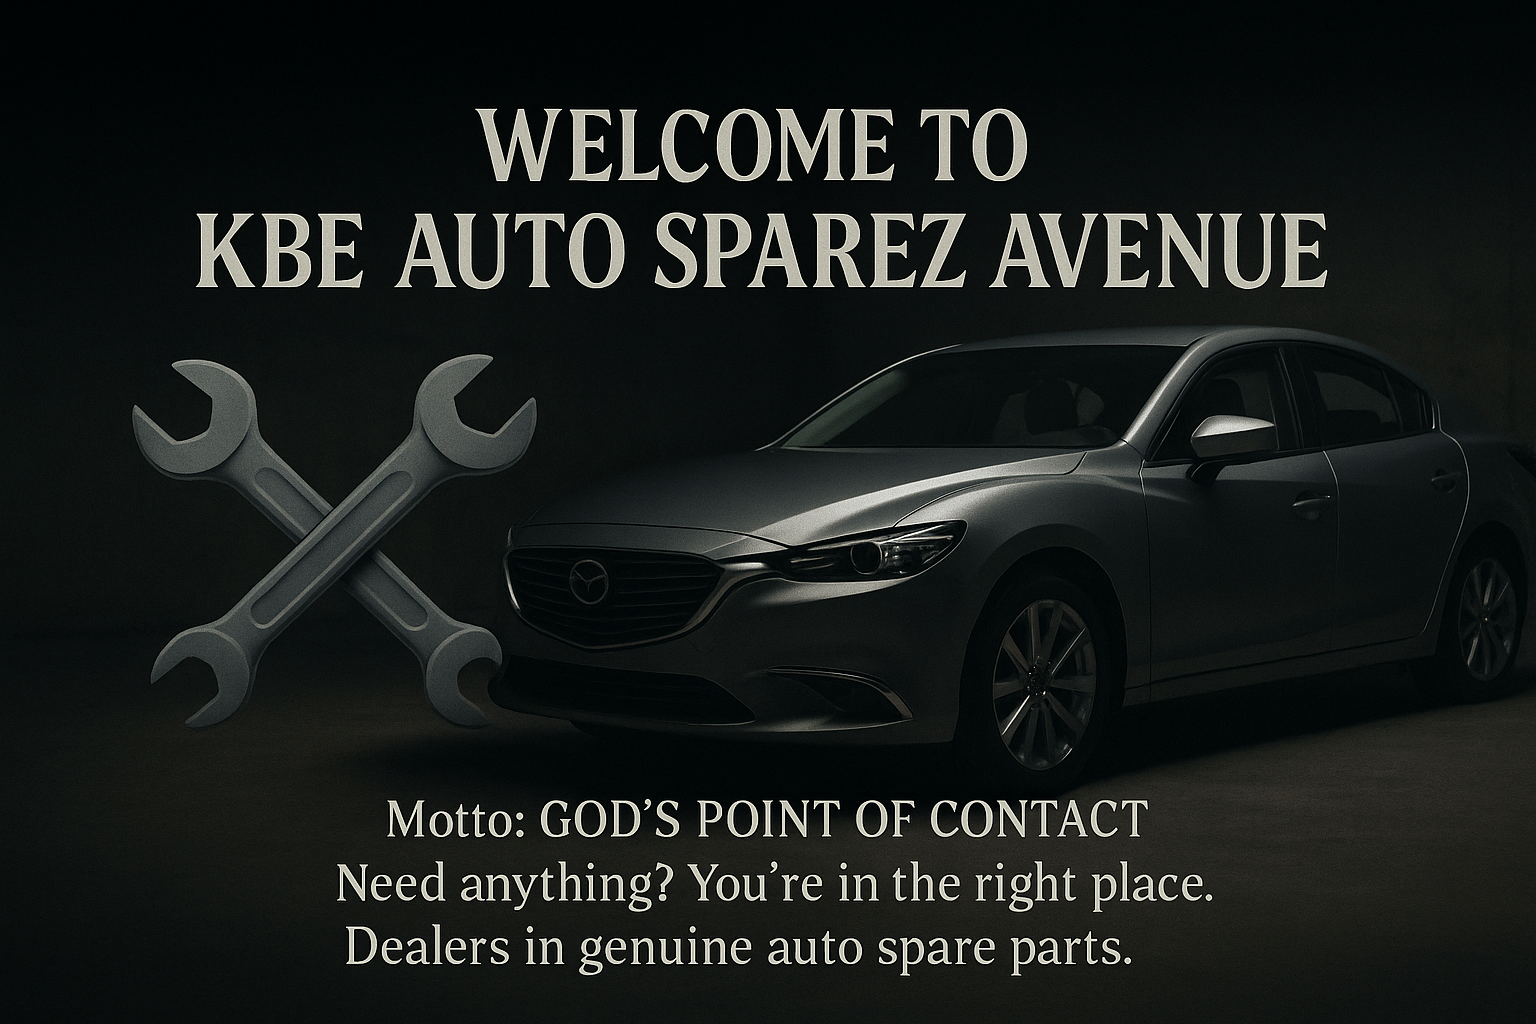 WELCOME TO
KBE AUTO SPAREZ AVENUE
Motto: GOD’S POINT OF CONTACT
Need anything? You’re in the right place.
Dealers in genuine auto spare parts.